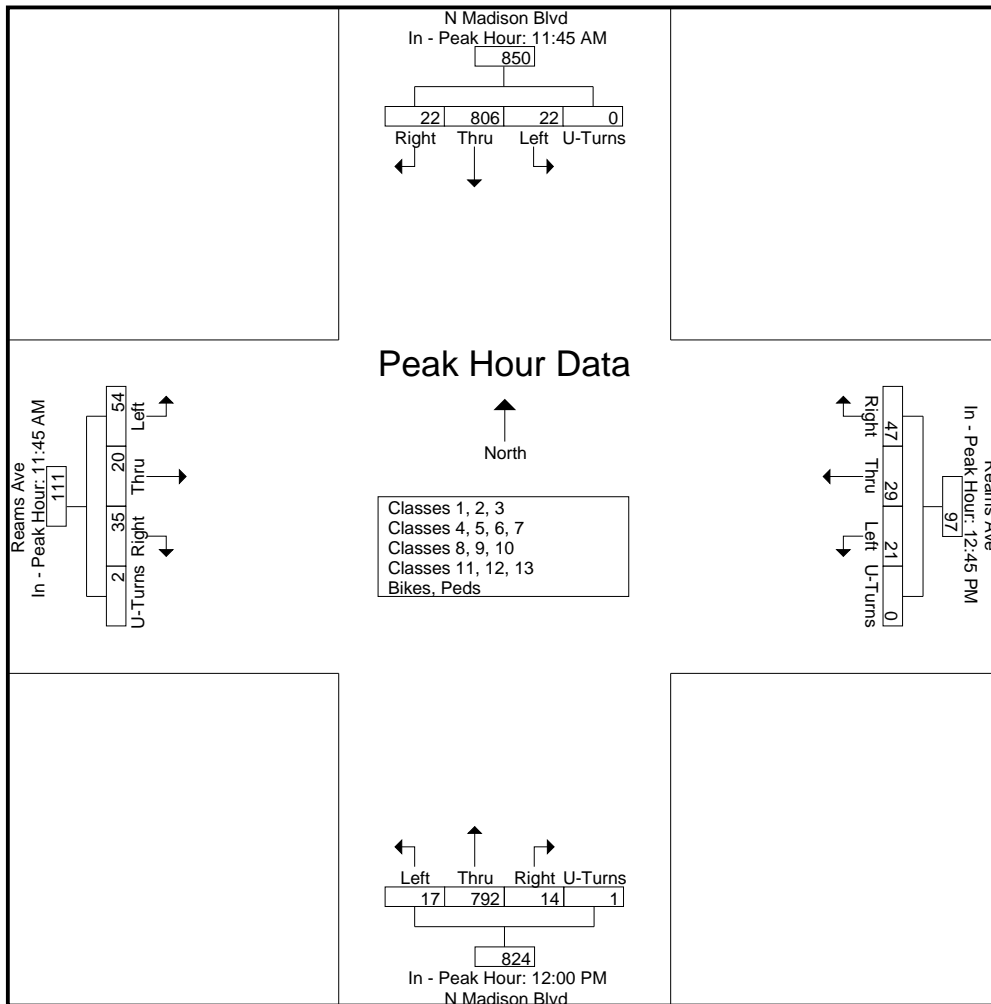 N Madison Blvd
In - Peak Hour: 11:45 AM
850
22 806 22 0
Right Thru Left U-Turns
Peak Hour Data
North
Classes 1, 2, 3
Classes 4, 5, 6, 7
Classes 8, 9, 10
Classes 11, 12, 13
Bikes, Peds
Reams Ave
In - Peak Hour: 11:45 AM
111
54 20 35 2
Left Thru Right U-Turns
Reams Ave
In - Peak Hour: 12:45 PM
97
47 29 21 0
Right Thru Left U-Turns
Left Thru Right U-Turns
17 792 14 1
824
In - Peak Hour: 12:00 PM
N Madison Blvd